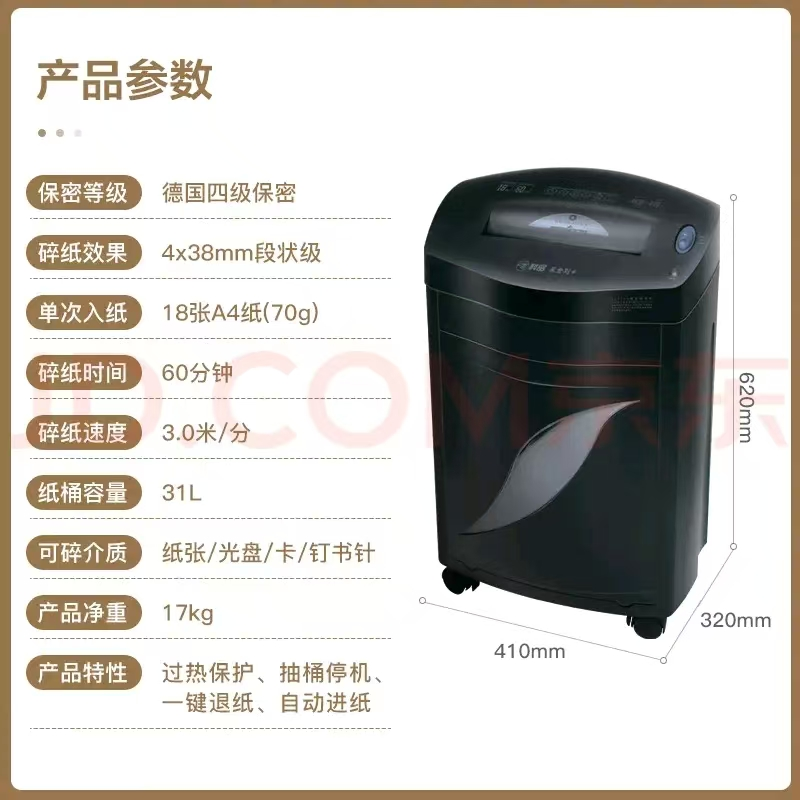 产品参数
保密等级 德国四级保密
碎纸效果 4x38mm段状级
单次入纸 18张A4纸(70g)
碎纸时间 60分钟
碎纸速度 3.0米/分
纸桶容量 31L
可碎介质 纸张/光盘/卡/钉书针
产品净重 17kg
产品特性 过热保护、抽桶停机、
一键退纸、自动进纸
620mm
320mm
410mm
JD.COM京东